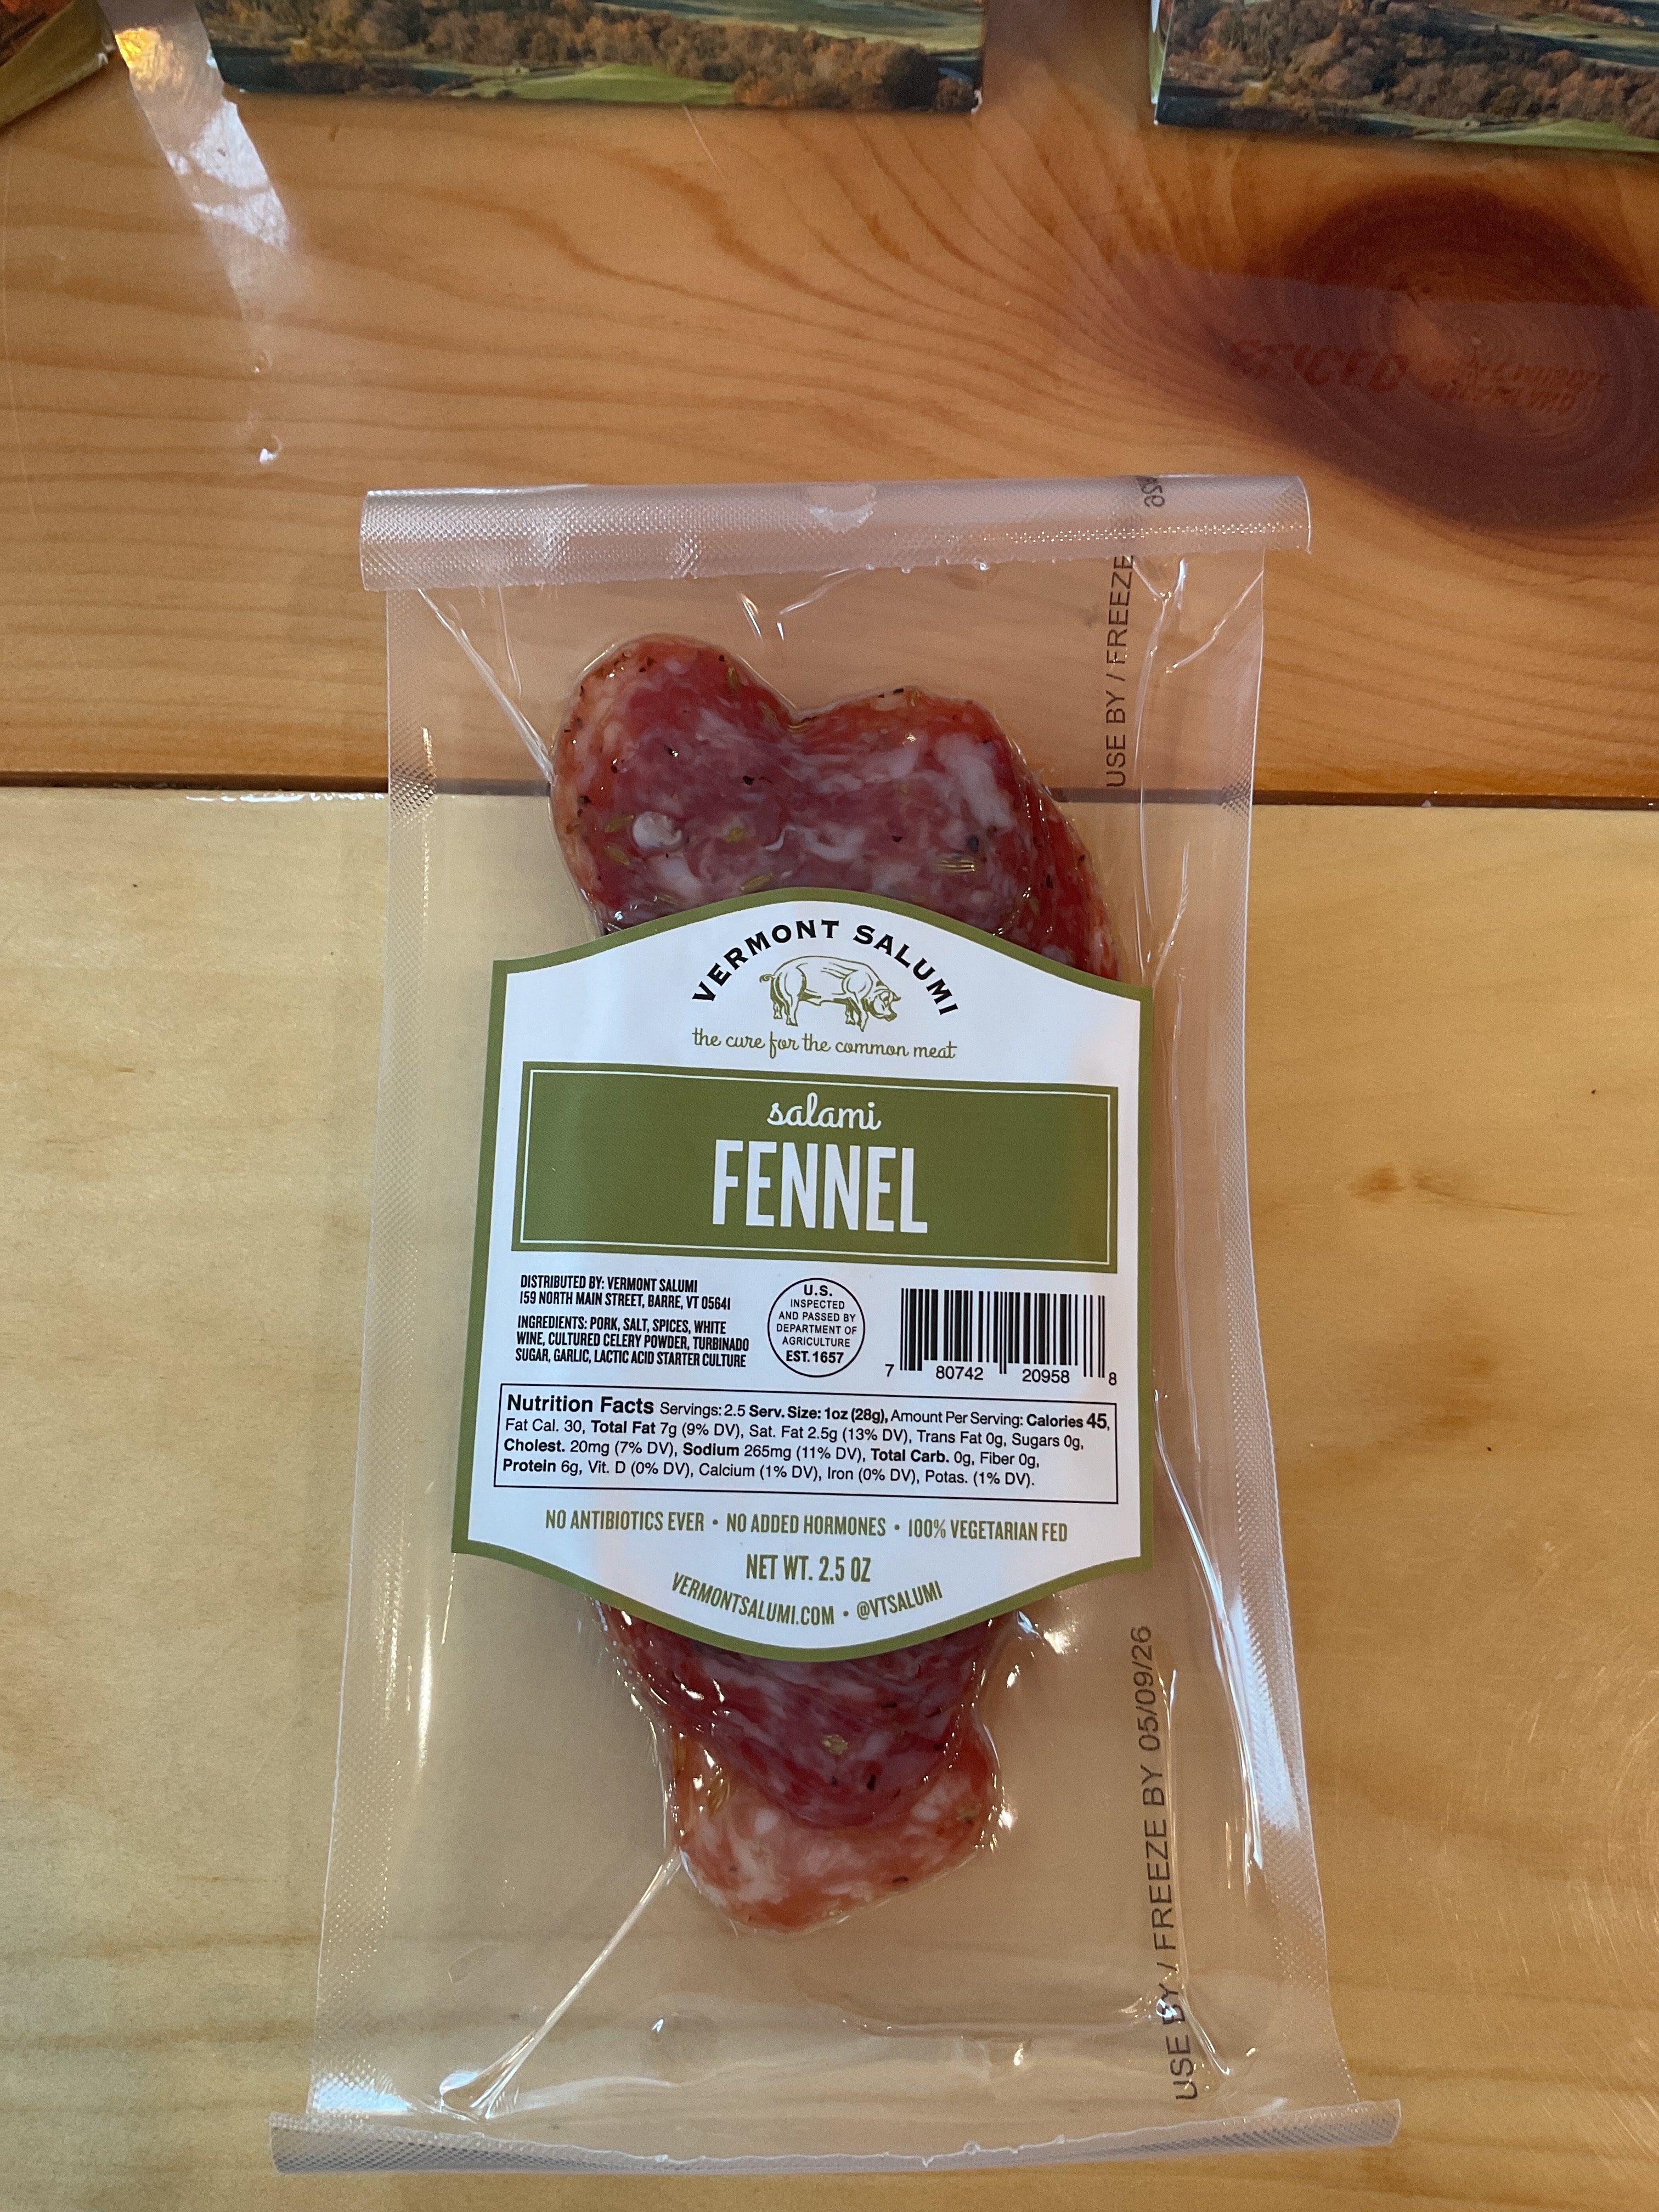 26
USE BY / FREEZE
VERMONT SALUMI
the cure for the common meat
salami
FENNEL
DISTRIBUTED BY: VERMONT SALUMI
159 NORTH MAIN STREET, BARRE, VT 05641
INGREDIENTS: PORK, SALT, SPICES, WHITE
WINE, CULTURED CELERY POWDER, TURBINADO
SUGAR, GARLIC, LACTIC ACID STARTER CULTURE
U.S.
INSPECTED
AND PASSED BY
DEPARTMENT OF
AGRICULTURE
EST. 1657
7 80742 20958 8
Nutrition Facts Servings: 2.5 Serv. Size: 1oz (28g), Amount Per Serving: Calories 45,
Fat Cal. 30, Total Fat 7g (9% DV), Sat. Fat 2.5g (13% DV), Trans Fat 0g, Sugars 0g,
Cholest. 20mg (7% DV), Sodium 265mg (11% DV), Total Carb. 0g, Fiber 0g,
Protein 6g, Vit. D (0% DV), Calcium (1% DV), Iron (0% DV), Potas. (1% DV).
NO ANTIBIOTICS EVER • NO ADDED HORMONES • 100% VEGETARIAN FED
NET WT. 2.5 OZ
VERMONTSALUMI.COM • @VTSALUMI
USE BY / FREEZE BY 05/09/26